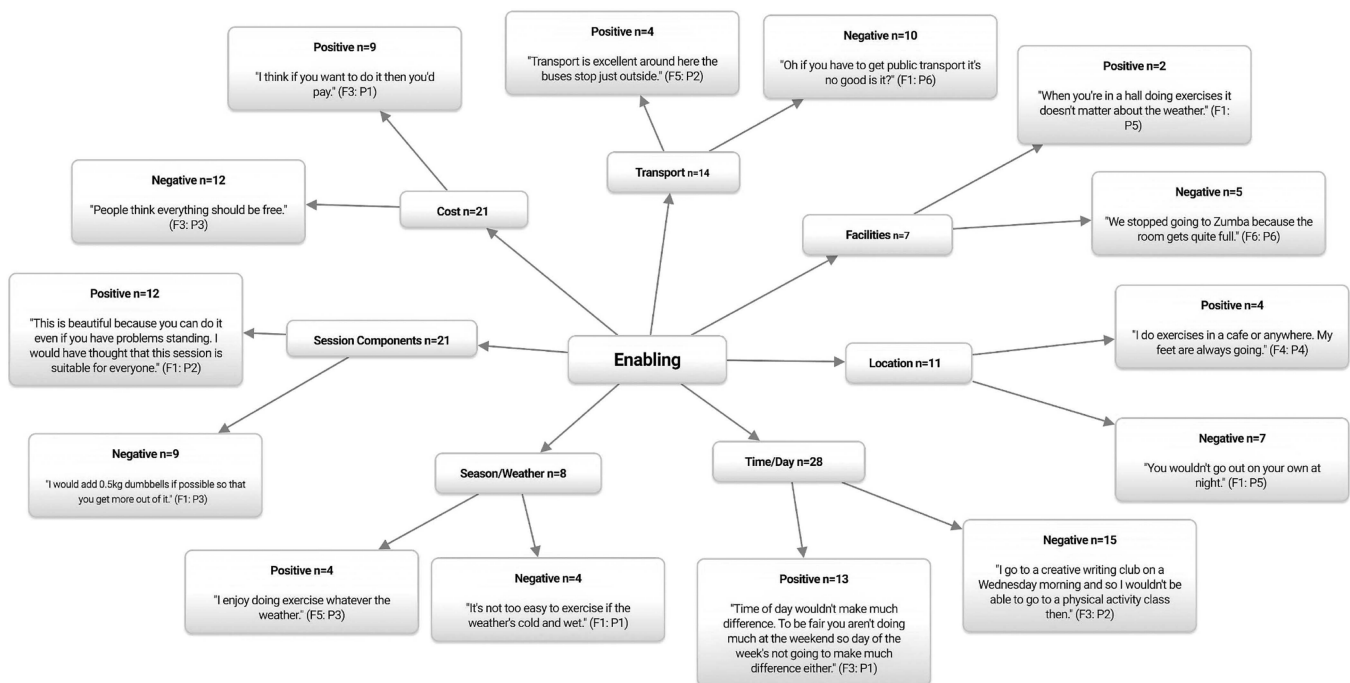 Positive n=9
"I think if you want to do it then you'd
pay." (F3: P1)
Positive n=4
"Transport is excellent around here the
buses stop just outside." (F5: P2)
Negative n=10
"Oh if you have to get public transport it's
no good is it?" (F1: P6)
Positive n=2
"When you're in a hall doing exercises it
doesn't matter about the weather." (F1:
P5)
Negative n=12
"People think everything should be free."
(F3: P3)
Cost n=21
Transport n=14
Facilities n=7
Negative n=5
"We stopped going to Zumba because the
room gets quite full." (F6: P6)
Positive n=12
"This is beautiful because you can do it
even if you have problems standing. I
would have thought that this session is
suitable for everyone." (F1: P2)
Session Components n=21
Enabling
Location n=11
Positive n=4
"I do exercises in a cafe or anywhere. My
feet are always going." (F4: P4)
Negative n=9
"I would add 0.5kg dumbbells if possible so that
you get more out of it." (F1: P3)
Season/Weather n=8
Time/Day n=28
Negative n=7
"You wouldn't go out on your own at
night." (F1: P5)
Positive n=4
"I enjoy doing exercise whatever the
weather." (F5: P3)
Negative n=4
"It's not too easy to exercise if the
weather's cold and wet." (F1: P1)
Positive n=13
"Time of day wouldn't make much
difference. To be fair you aren't doing
much at the weekend so day of the
week's not going to make much
difference either." (F3: P1)
Negative n=15
"I go to a creative writing club on a
Wednesday morning and so I wouldn't be
able to go to a physical activity class
then." (F3: P2)